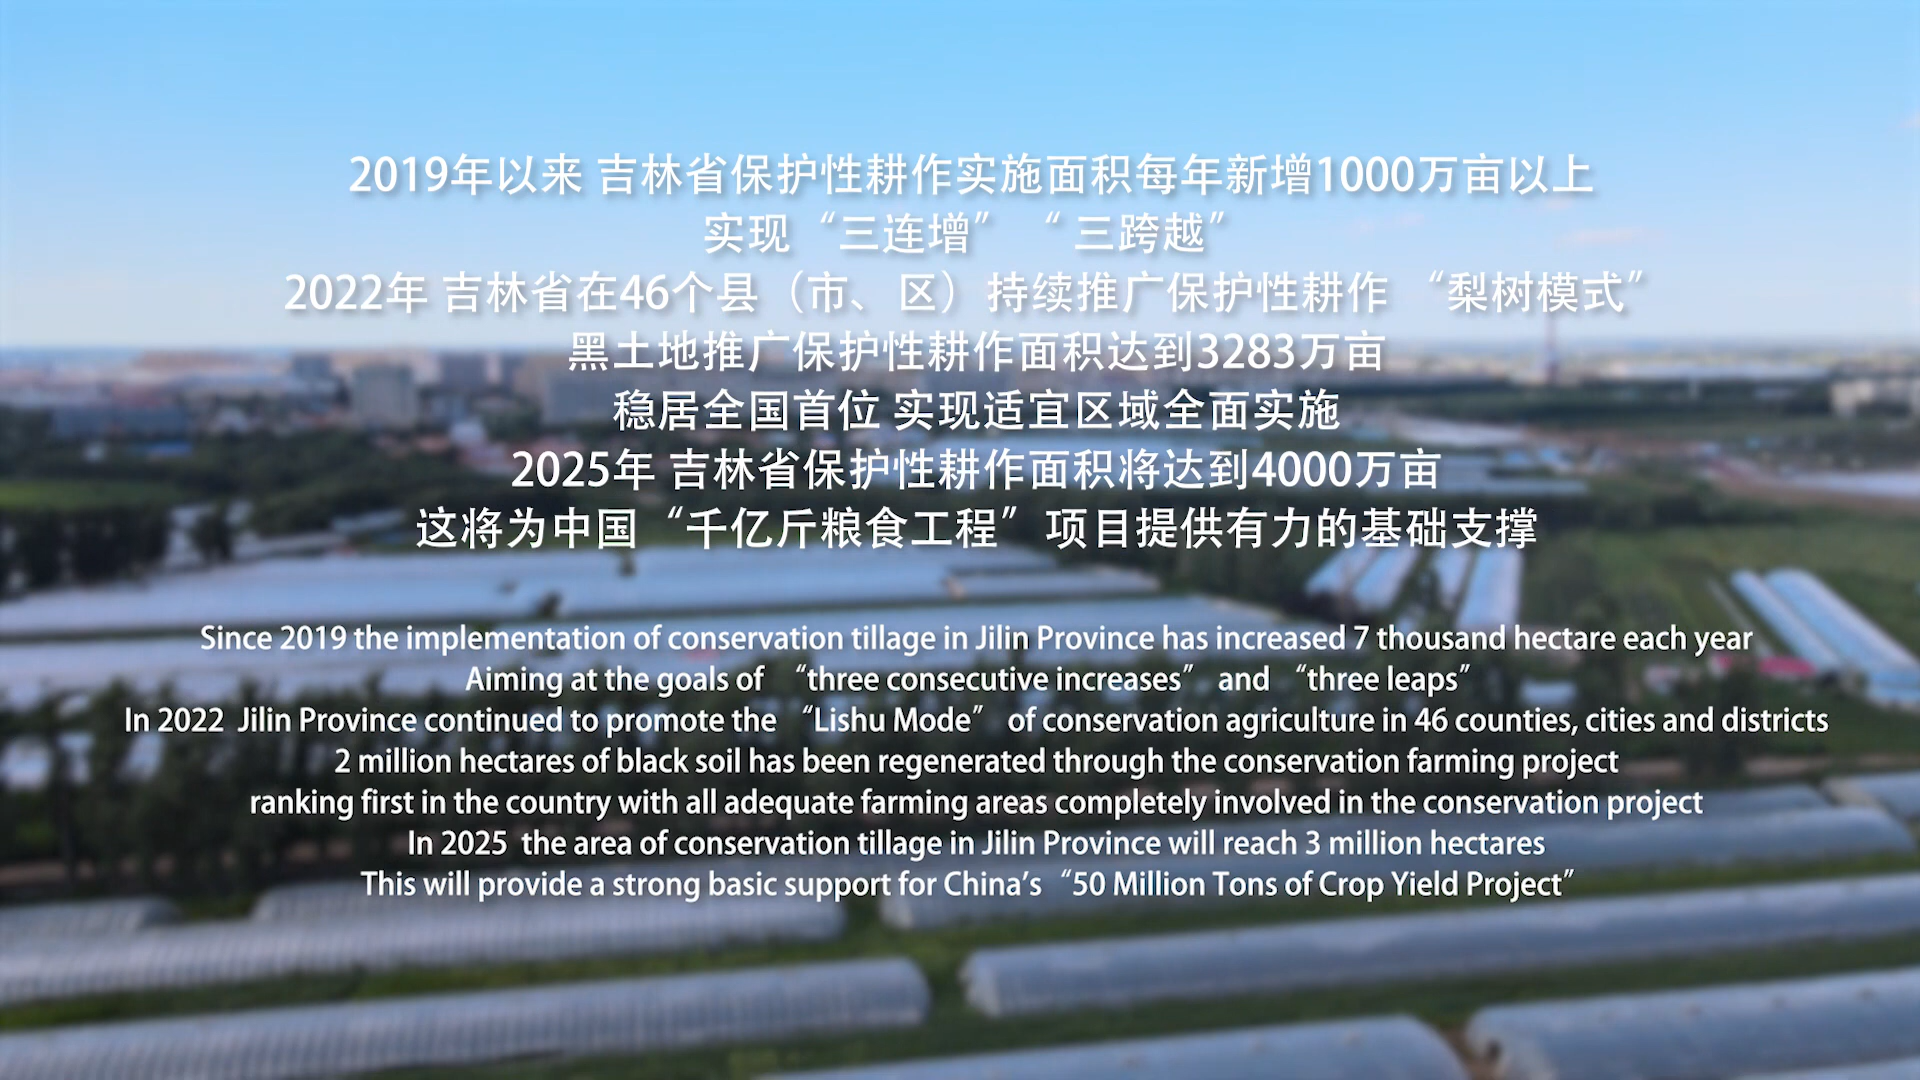 2019年以来 吉林省保护性耕作实施面积每年新增1000万亩以上
实现“三连增” “三跨越”
2022年 吉林省在46个县（市、区）持续推广保护性耕作 “梨树模式”
黑土地推广保护性耕作面积达到3283万亩
稳居全国首位 实现适宜区域全面实施
2025年 吉林省保护性耕作面积将达到4000万亩
这将为中国“千亿斤粮食工程”项目提供有力的基础支撑
Since 2019 the implementation of conservation tillage in Jilin Province has increased 7 thousand hectare each year
Aiming at the goals of “three consecutive increases” and “three leaps”
In 2022 Jilin Province continued to promote the “Lishu Mode” of conservation agriculture in 46 counties, cities and districts
2 million hectares of black soil has been regenerated through the conservation farming project
ranking first in the country with all adequate farming areas completely involved in the conservation project
In 2025 the area of conservation tillage in Jilin Province will reach 3 million hectares
This will provide a strong basic support for China’s “50 Million Tons of Crop Yield Project”